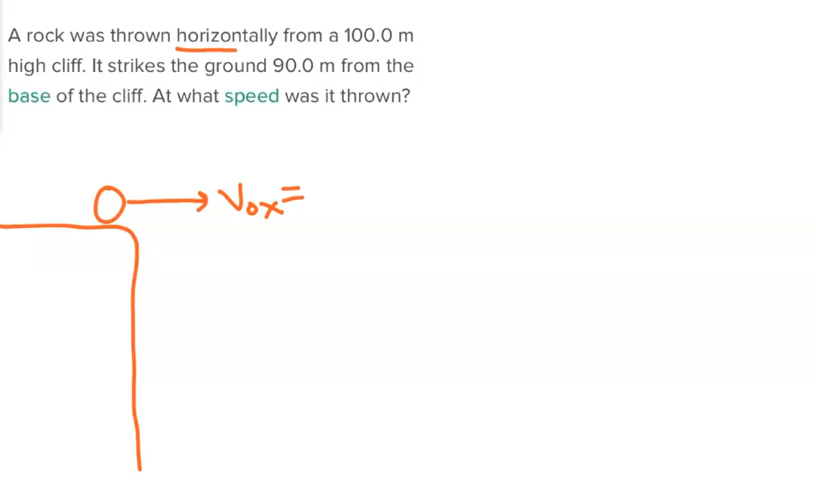 A rock was thrown horizontally from a 100.0 m
high cliff. It strikes the ground 90.0 m from the
base of the cliff. At what speed was it thrown?
V₀ₓ=